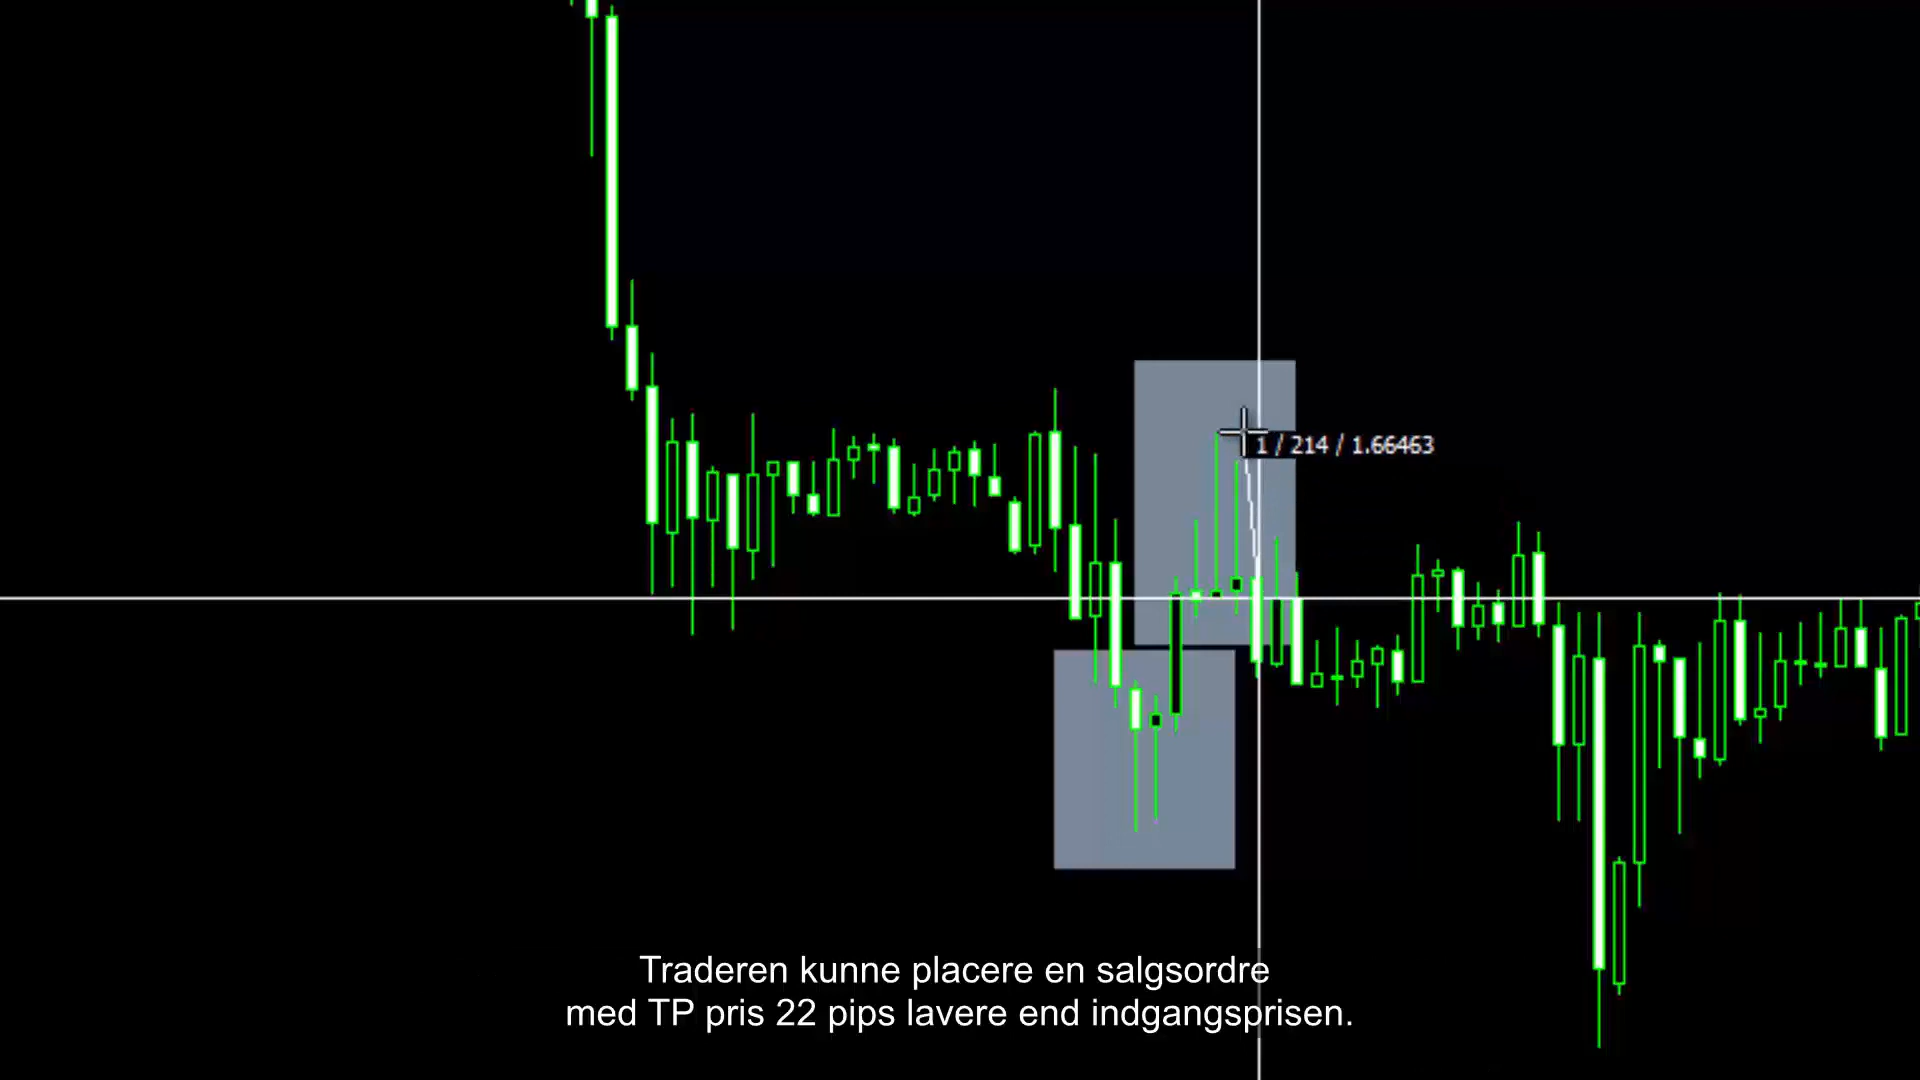 1 / 214 / 1.66463
Traderen kunne placere en salgsordre
med TP pris 22 pips lavere end indgangsprisen.